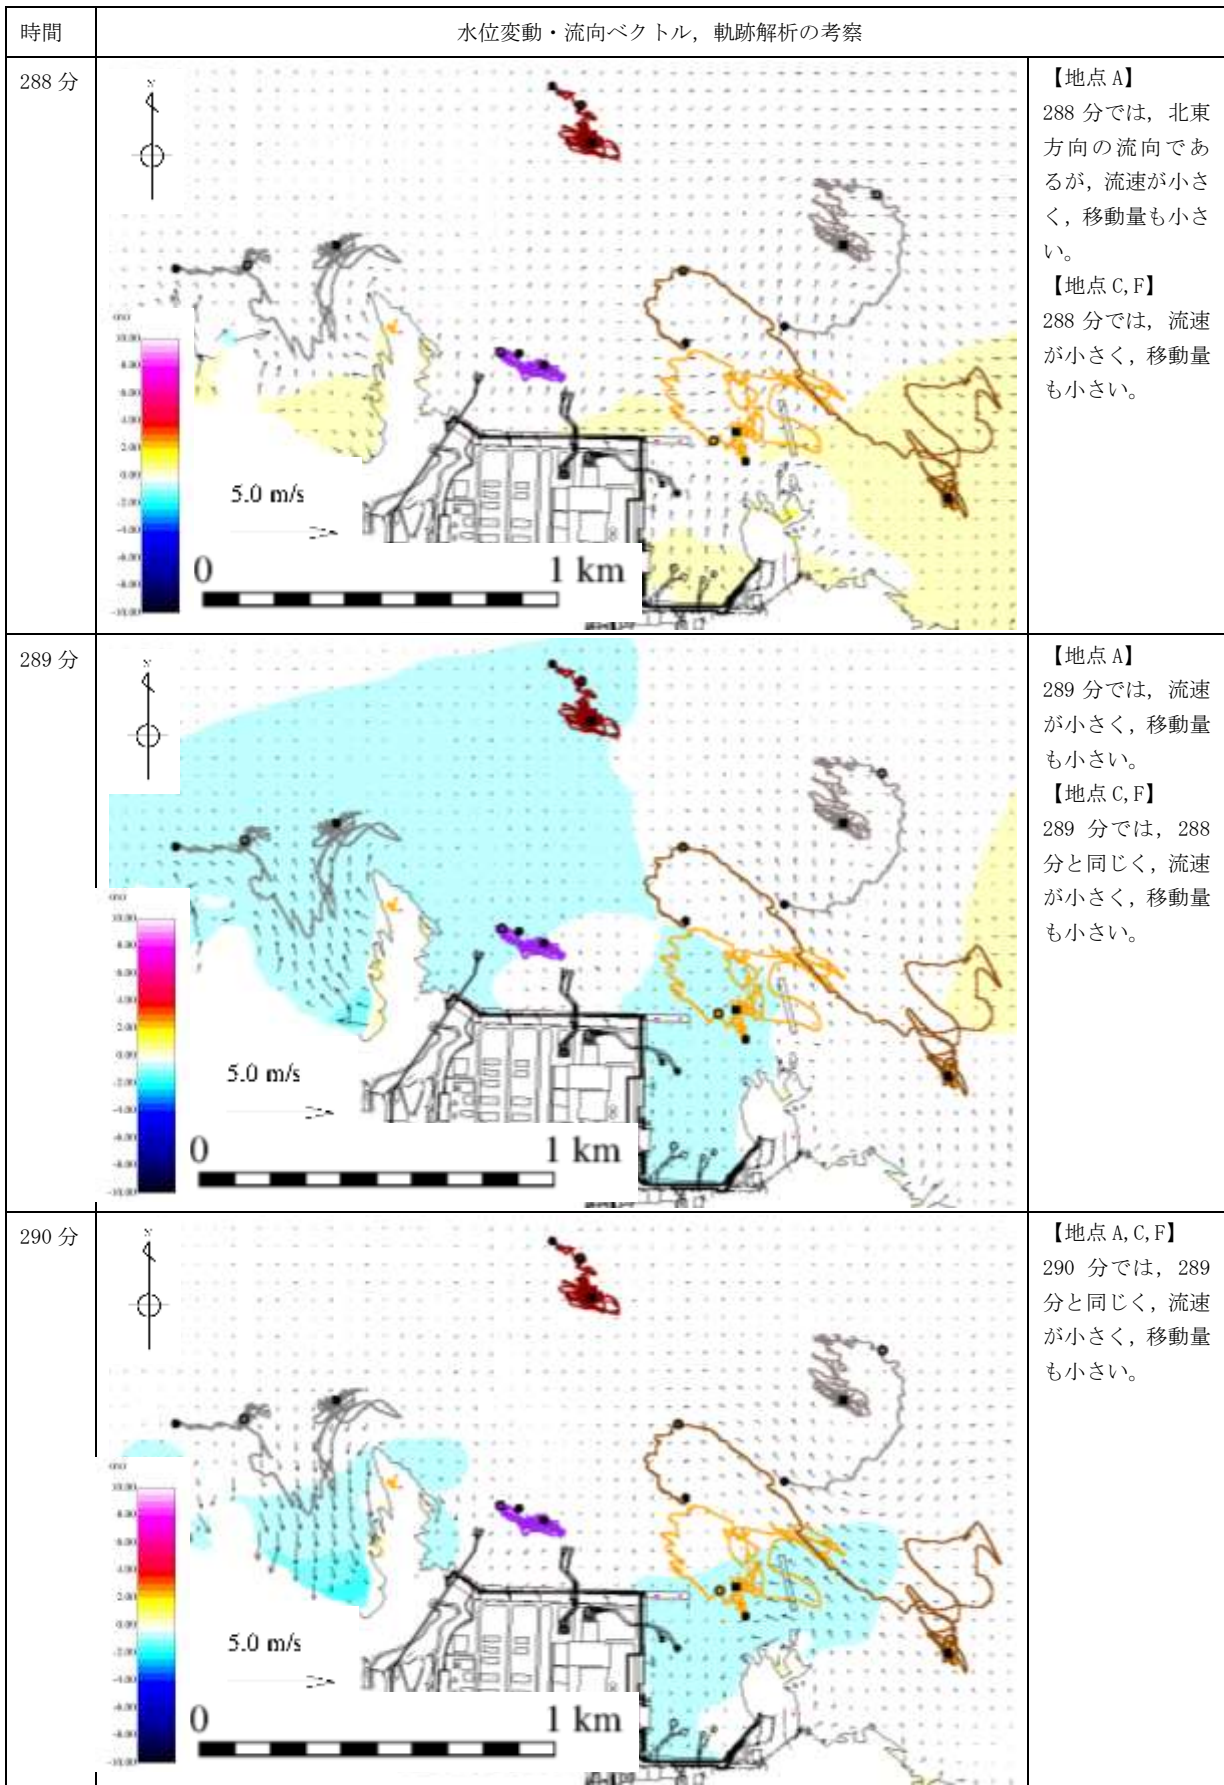 時間
水位変動・流向ベクトル，軌跡解析の考察
288 分
5.0 m/s
0
1 km
【地点 A】
288 分では，北東
方向の流向であ
るが，流速が小さ
く，移動量も小さ
い。
【地点 C,F】
288 分では，流速
が小さく，移動量
も小さい。
289 分
5.0 m/s
0
1 km
【地点 A】
289 分では，流速
が小さく，移動量
も小さい。
【地点 C,F】
289 分では，288
分と同じく，流速
が小さく，移動量
も小さい。
290 分
5.0 m/s
0
1 km
【地点 A,C,F】
290 分では，289
分と同じく，流速
が小さく，移動量
も小さい。